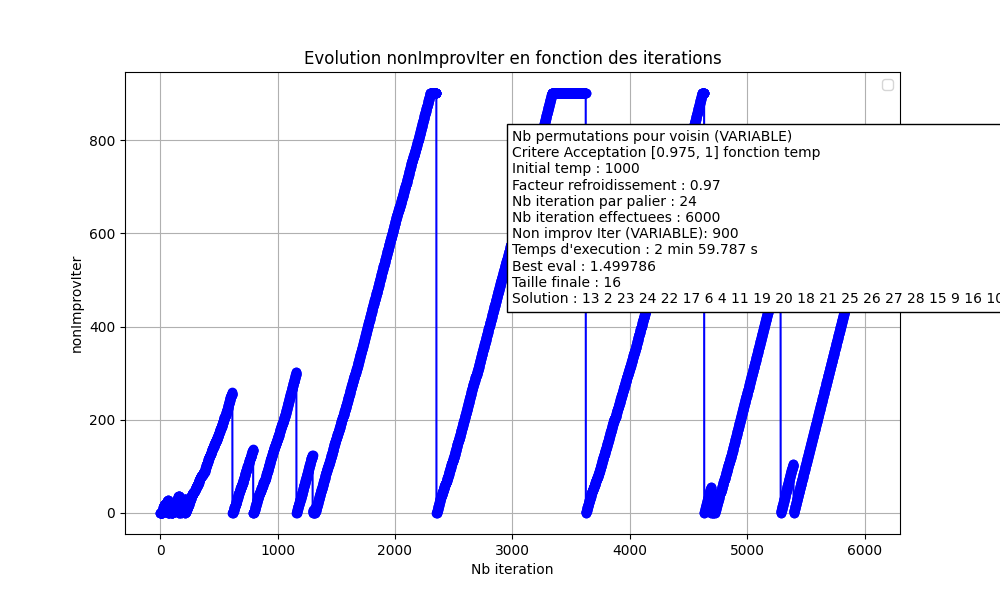 Evolution nonImprovIter en fonction des iterations
800
600
400
200
0
nonImprovIter
Nb permutations pour voisin (VARIABLE)
Critere Acceptation [0.975, 1] fonction temp
Initial temp : 1000
Facteur refroidissement : 0.97
Nb iteration par palier : 24
Nb iteration effectuees : 6000
Non improv Iter (VARIABLE): 900
Temps d'execution : 2 min 59.787 s
Best eval : 1.499786
Taille finale : 16
Solution : 13 2 23 24 22 17 6 4 11 19 20 18 21 25 26 27 28 15 9 16 10
0 1000 2000 3000 4000 5000 6000
Nb iteration